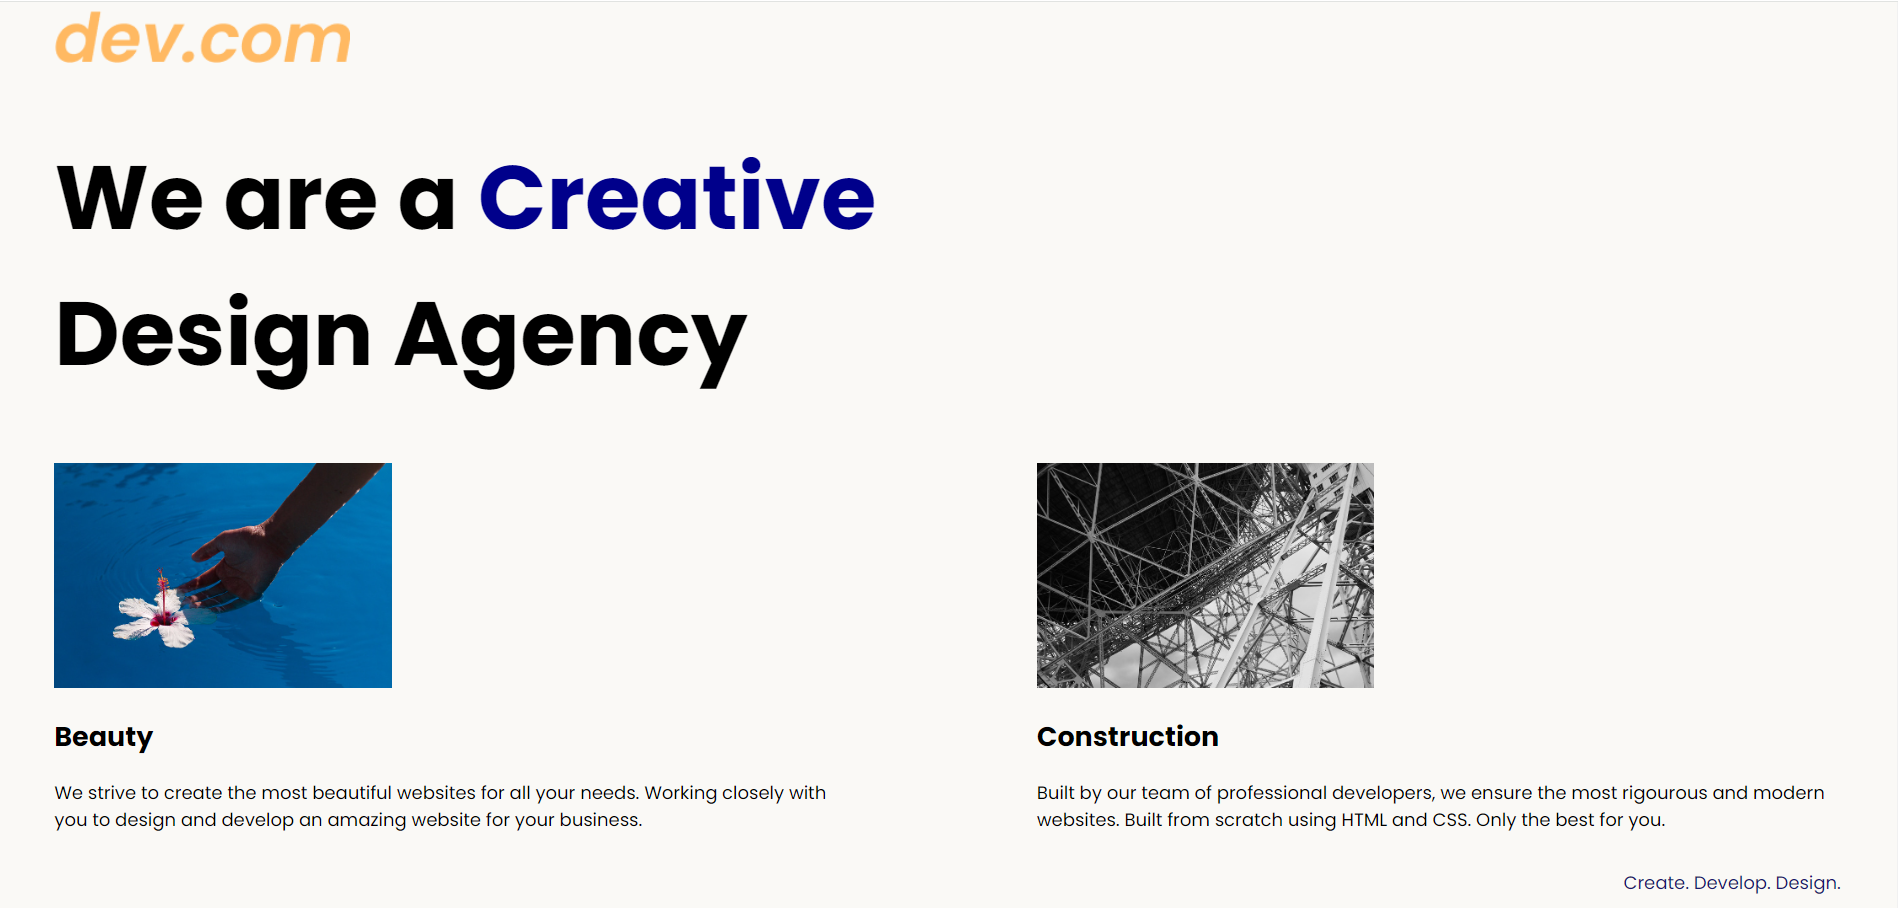 dev.com
We are a Creative
Design Agency
Beauty
We strive to create the most beautiful websites for all your needs. Working closely with
you to design and develop an amazing website for your business.
Construction
Built by our team of professional developers, we ensure the most rigourous and modern
websites. Built from scratch using HTML and CSS. Only the best for you.
Create. Develop. Design.